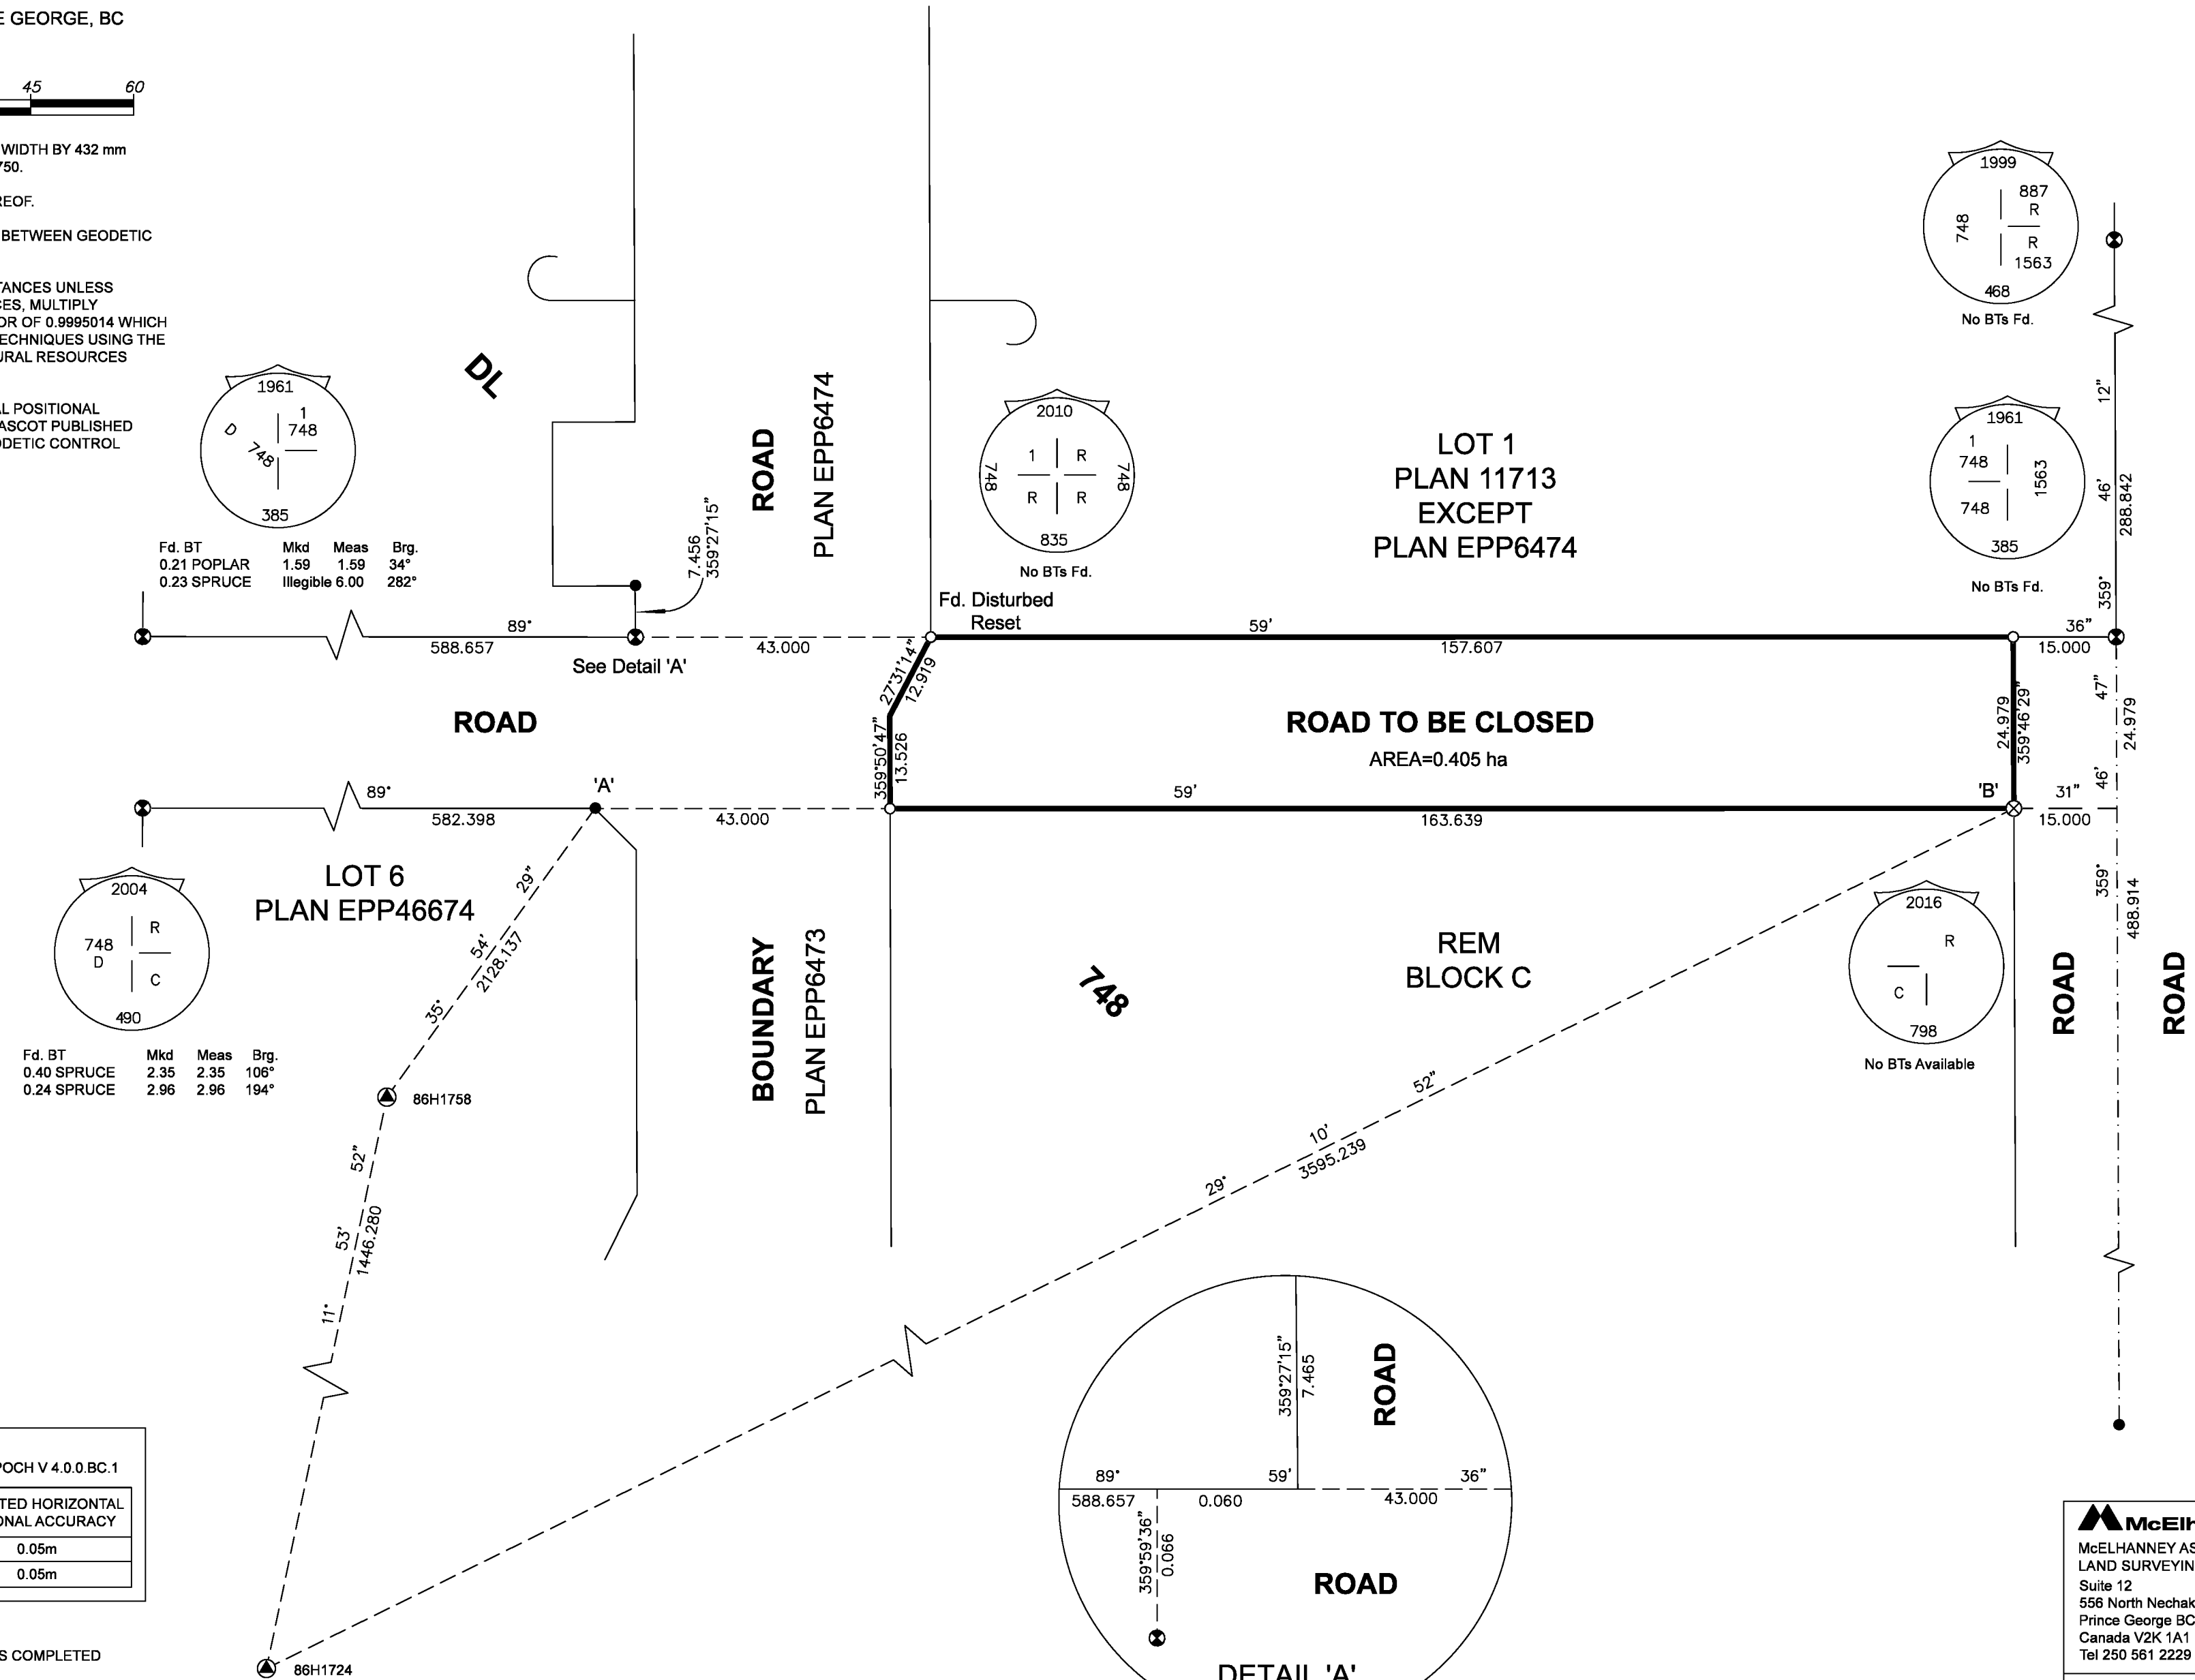 E GEORGE, BC
45 60
WIDTH BY 432 mm
750.
REOF.
BETWEEN GEODETIC
TANCES UNLESS
CES, MULTIPLY
OR OF 0.9995014 WHICH
TECHNIQUES USING THE
URAL RESOURCES
AL POSITIONAL
MASCOT PUBLISHED
ODETIC CONTROL
1961
D
748
1
748
385
Fd. BT Mkd Meas Brg.
0.21 POPLAR 1.59 1.59 34°
0.23 SPRUCE Illegible 6.00 282°
DL
ROAD
PLAN EPP6474
7.456
359°27'15"
2010
1 R
R R
748
748
835
No BTs Fd.
Fd. Disturbed
Reset
LOT 1
PLAN 11713
EXCEPT
PLAN EPP6474
1999
748
887
R
R
1563
468
No BTs Fd.
1961
1
748
748
1563
385
No BTs Fd.
12"
46'
288.842
359°
89°
588.657
See Detail 'A'
43.000
59'
157.607
36"
15.000
27°31'14"
12.919
359°50'47"
13.526
ROAD
ROAD TO BE CLOSED
AREA=0.405 ha
24.979
359°46'29"
47"
24.979
46'
'A'
89°
582.398
43.000
59'
163.639
'B'
31"
15.000
359°
488.914
LOT 6
PLAN EPP46674
2004
748
D
R
C
490
Fd. BT Mkd Meas Brg.
0.40 SPRUCE 2.35 2.35 106°
0.24 SPRUCE 2.96 2.96 194°
29"
54'
2128.137
35°
86H1758
52"
53'
1446.280
11°
86H1724
BOUNDARY
PLAN EPP6473
748
REM
BLOCK C
2016
R
C
798
No BTs Available
ROAD
ROAD
52"
10'
3595.239
29°
359°27'15"
7.465
ROAD
89° 59' 36"
588.657 0.060 43.000
359°59'36"
0.066
ROAD
DETAIL 'A'
POCH V 4.0.0.BC.1
TED HORIZONTAL
ONAL ACCURACY
0.05m
0.05m
S COMPLETED
McElh
McELHANNEY AS
LAND SURVEYIN
Suite 12
556 North Nechak
Prince George BC
Canada V2K 1A1
Tel 250 561 2229